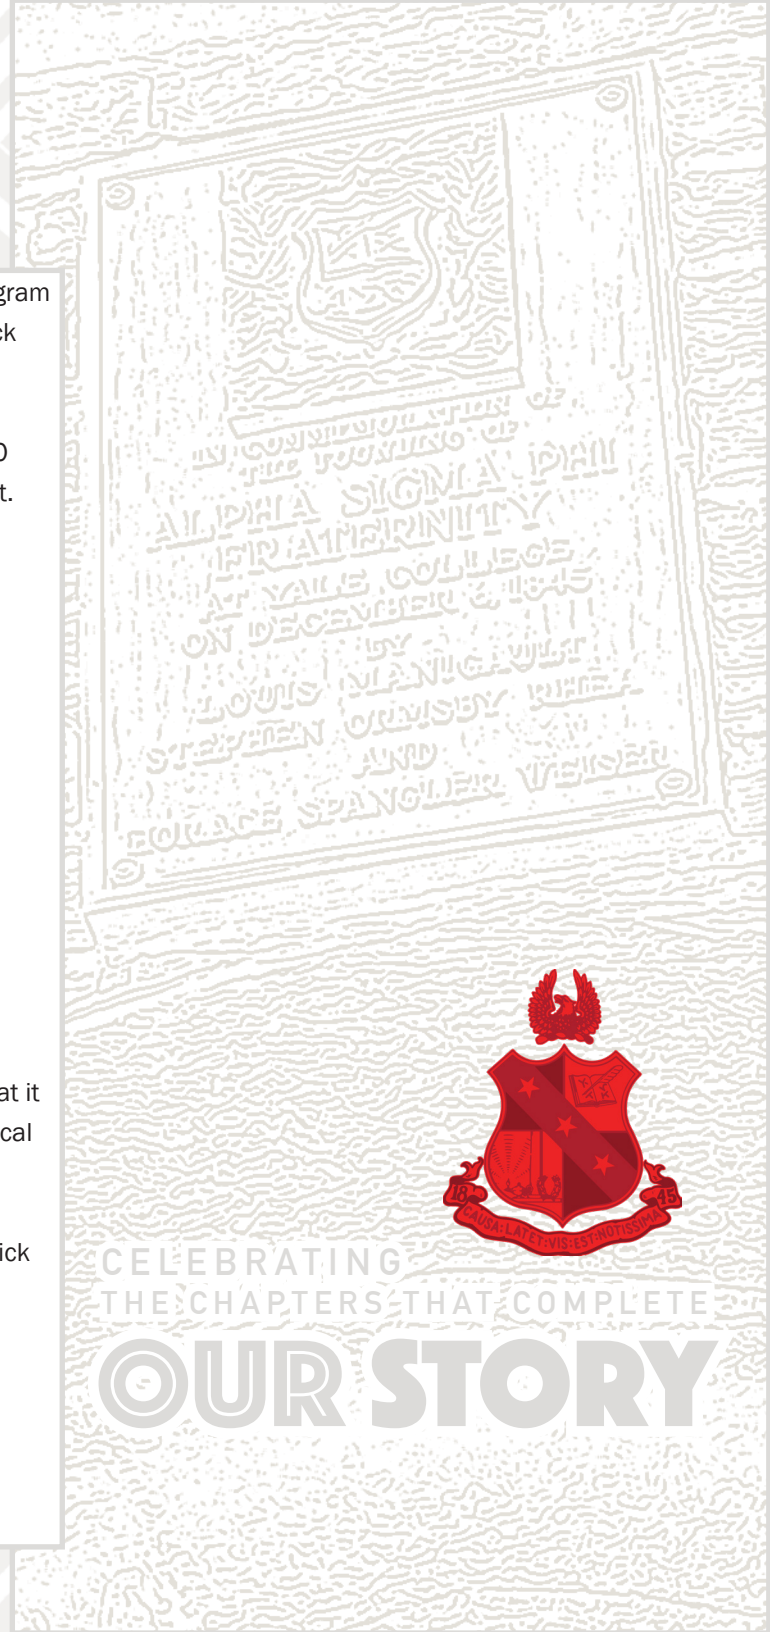 gram
ck
0
t.
IN COMMEMORATION OF
THE FOUNDING OF
ALPHA SIGMA PHI
FRATERNITY
AT YALE COLLEGE
ON DECEMBER 6, 1845
BY
LOUIS MANIGAULT
STEPHEN ORMSBY RHEA
AND
HORACE SPANGLER WEISER
at it
cal
ick
18 45
CAUSA:LATET:VIS:EST:NOTISSIMA
CELEBRATING
THE CHAPTERS THAT COMPLETE
OUR STORY